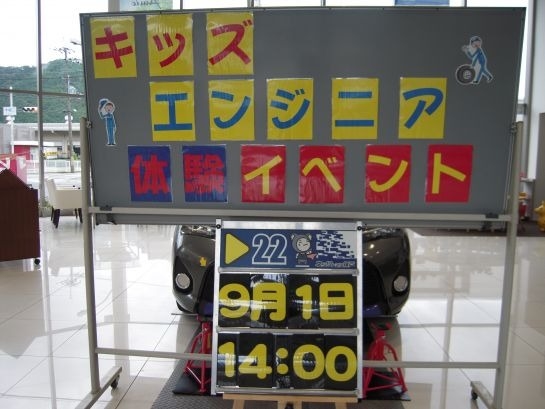 キッズ
エンジニア
体験イベント
22
9月1日
14:00